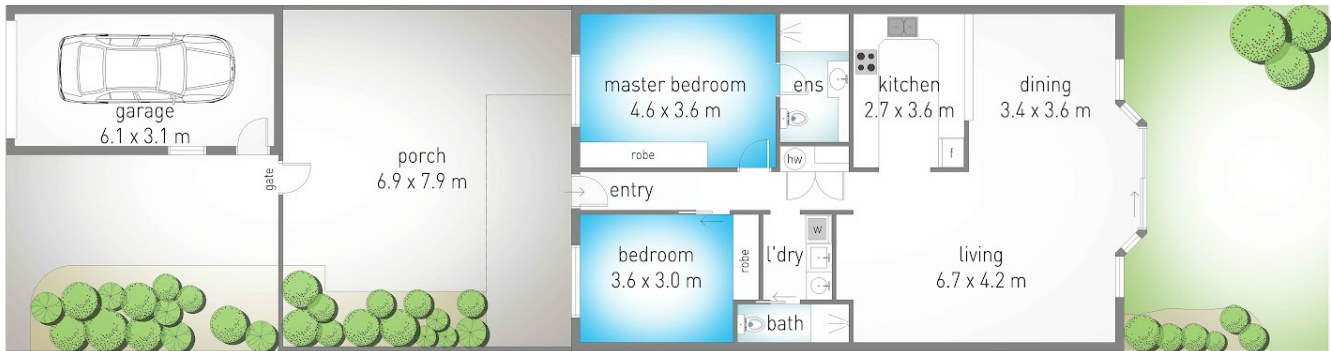 garage
6.1 x 3.1 m
gate
porch
6.9 x 7.9 m
master bedroom
4.6 x 3.6 m
robe
ens
hw
kitchen
2.7 x 3.6 m
f
dining
3.4 x 3.6 m
entry
bedroom
3.6 x 3.0 m
robe
l'dry
w
bath
living
6.7 x 4.2 m